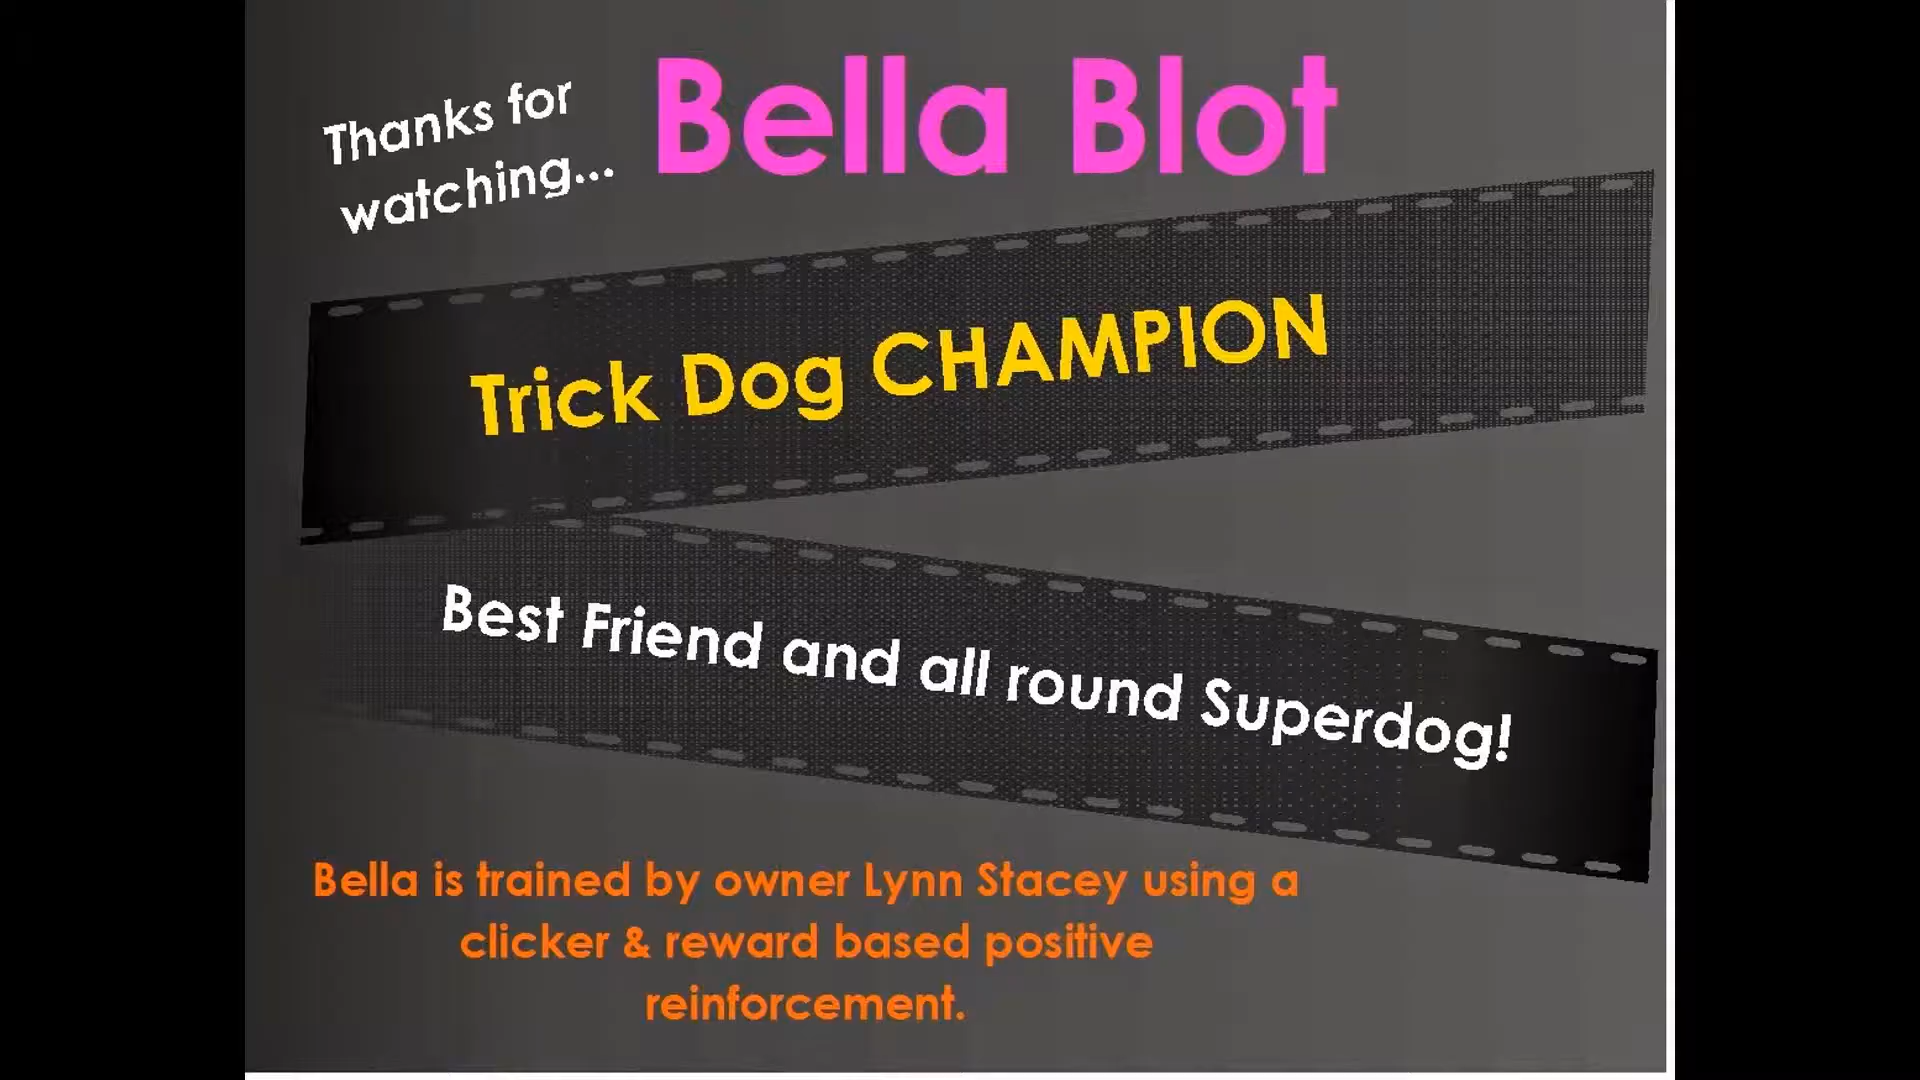 Thanks for
watching...
Bella Blot
Trick Dog CHAMPION
Best Friend and all round Superdog!
Bella is trained by owner Lynn Stacey using a
clicker & reward based positive
reinforcement.